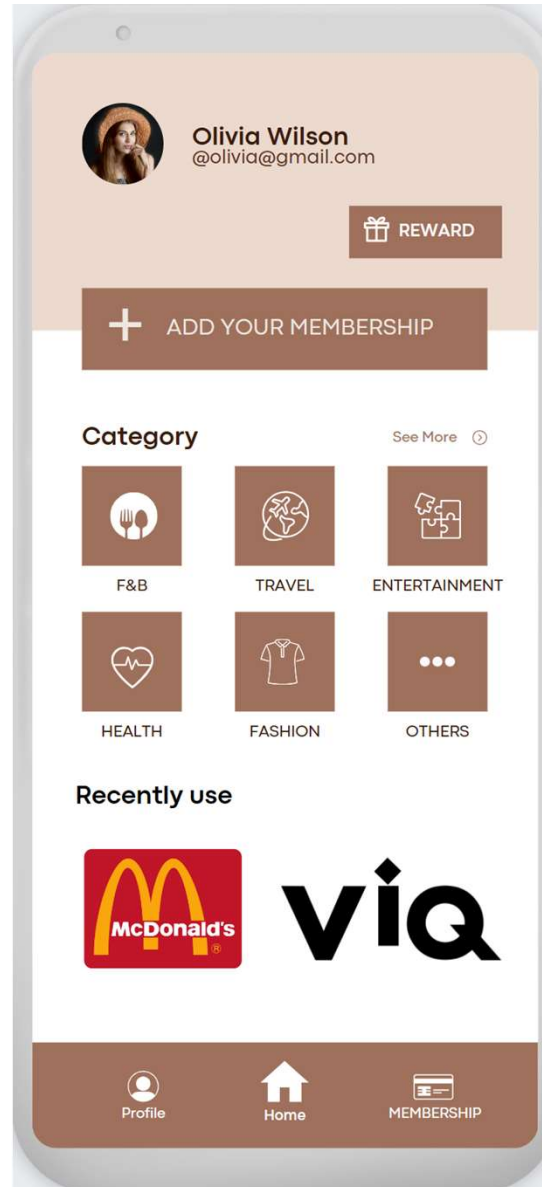 Olivia Wilson
@olivia@gmail.com
REWARD
ADD YOUR MEMBERSHIP
Category
See More
F&B
TRAVEL
ENTERTAINMENT
HEALTH
FASHION
OTHERS
Recently use
McDonald's
®
viQ
Profile
Home
MEMBERSHIP